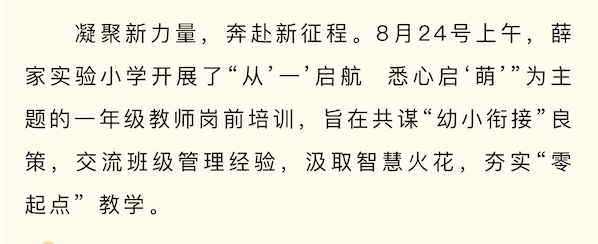 凝聚新力量，奔赴新征程。8月24号上午，薛
家实验小学开展了“从’一’启航　悉心启‘萌’”为主
题的一年级教师岗前培训，旨在共谋“幼小衔接”良
策，交流班级管理经验，汲取智慧火花，夯实“零
起点” 教学。